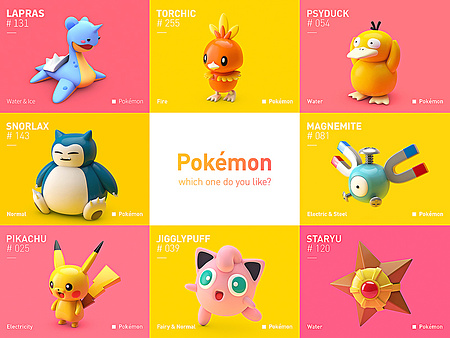 LAPRAS
# 131
Water & Ice
Pokémon
TORCHIC
# 255
Fire
Pokémon
PSYDUCK
# 054
Water
Pokémon
SNORLAX
# 143
Normal
Pokémon
Pokémon
which one do you like?
MAGNEMITE
# 081
Electric & Steel
Pokémon
PIKACHU
# 025
Electricity
Pokémon
JIGGLYPUFF
# 039
Fairy & Normal
Pokémon
STARYU
# 120
Water
Pokémon